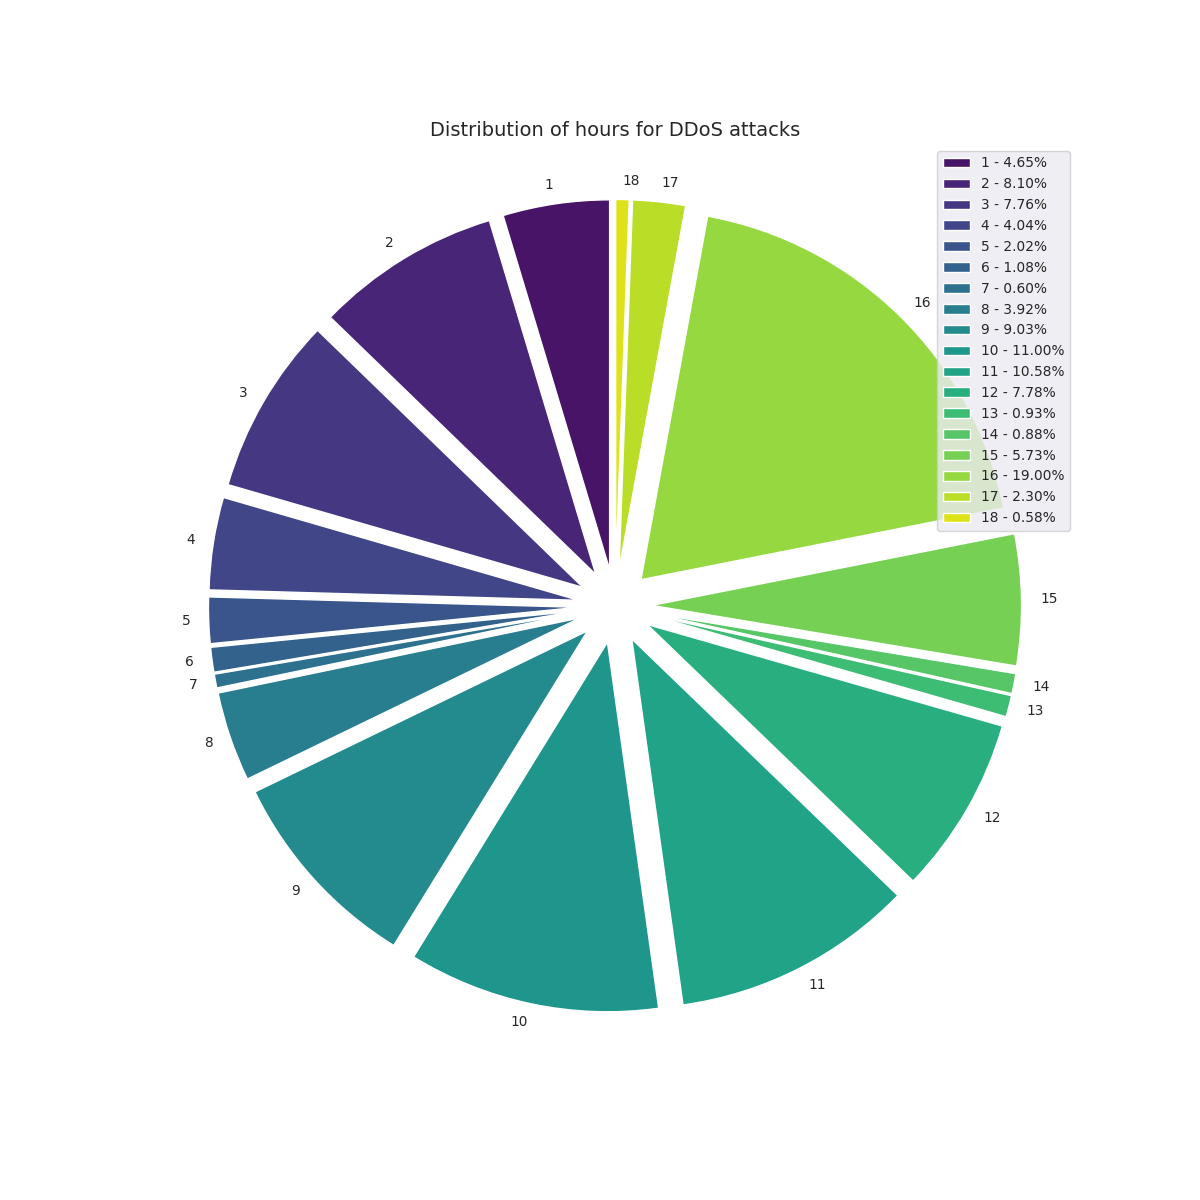 Distribution of hours for DDoS attacks
1
2
3
4
5
6
7
8
9
10
11
12
13
14
15
16
17
18
1 - 4.65%
2 - 8.10%
3 - 7.76%
4 - 4.04%
5 - 2.02%
6 - 1.08%
7 - 0.60%
8 - 3.92%
9 - 9.03%
10 - 11.00%
11 - 10.58%
12 - 7.78%
13 - 0.93%
14 - 0.88%
15 - 5.73%
16 - 19.00%
17 - 2.30%
18 - 0.58%